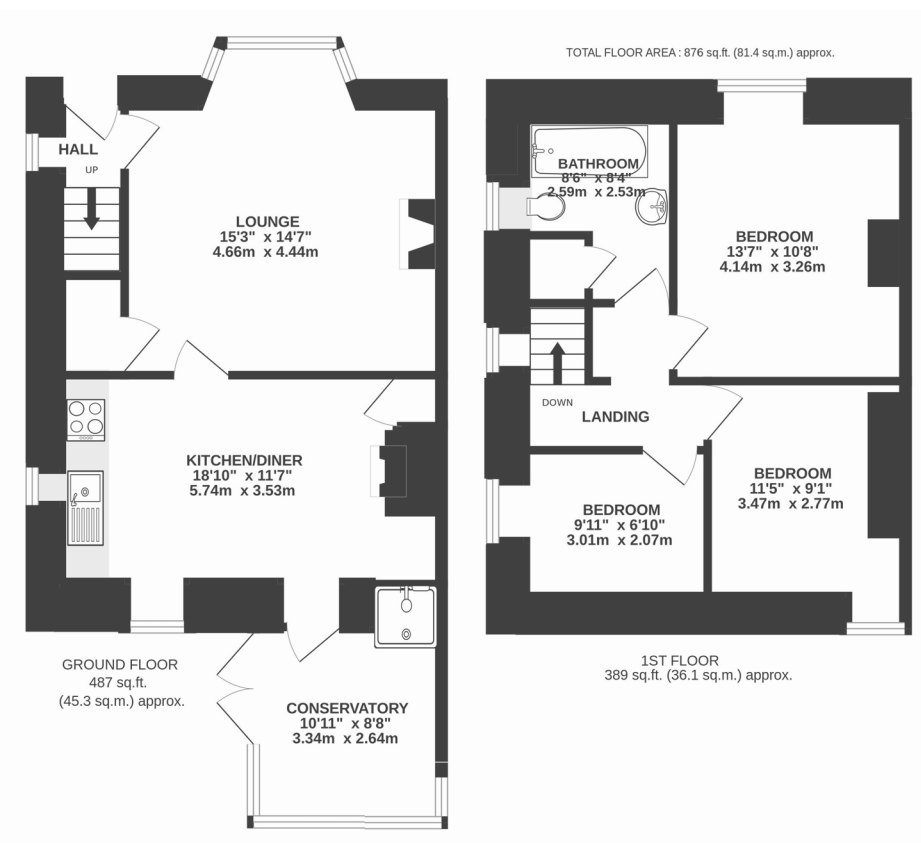 TOTAL FLOOR AREA : 876 sq.ft. (81.4 sq.m.) approx.
HALL
UP
LOUNGE
15'3" x 14'7"
4.66m x 4.44m
KITCHEN/DINER
18'10" x 11'7"
5.74m x 3.53m
GROUND FLOOR
487 sq.ft.
(45.3 sq.m.) approx.
CONSERVATORY
10'11" x 8'8"
3.34m x 2.64m
BATHROOM
8'6" x 8'4"
2.59m x 2.53m
BEDROOM
13'7" x 10'8"
4.14m x 3.26m
DOWN
LANDING
BEDROOM
11'5" x 9'1"
3.47m x 2.77m
BEDROOM
9'11" x 6'10"
3.01m x 2.07m
1ST FLOOR
389 sq.ft. (36.1 sq.m.) approx.